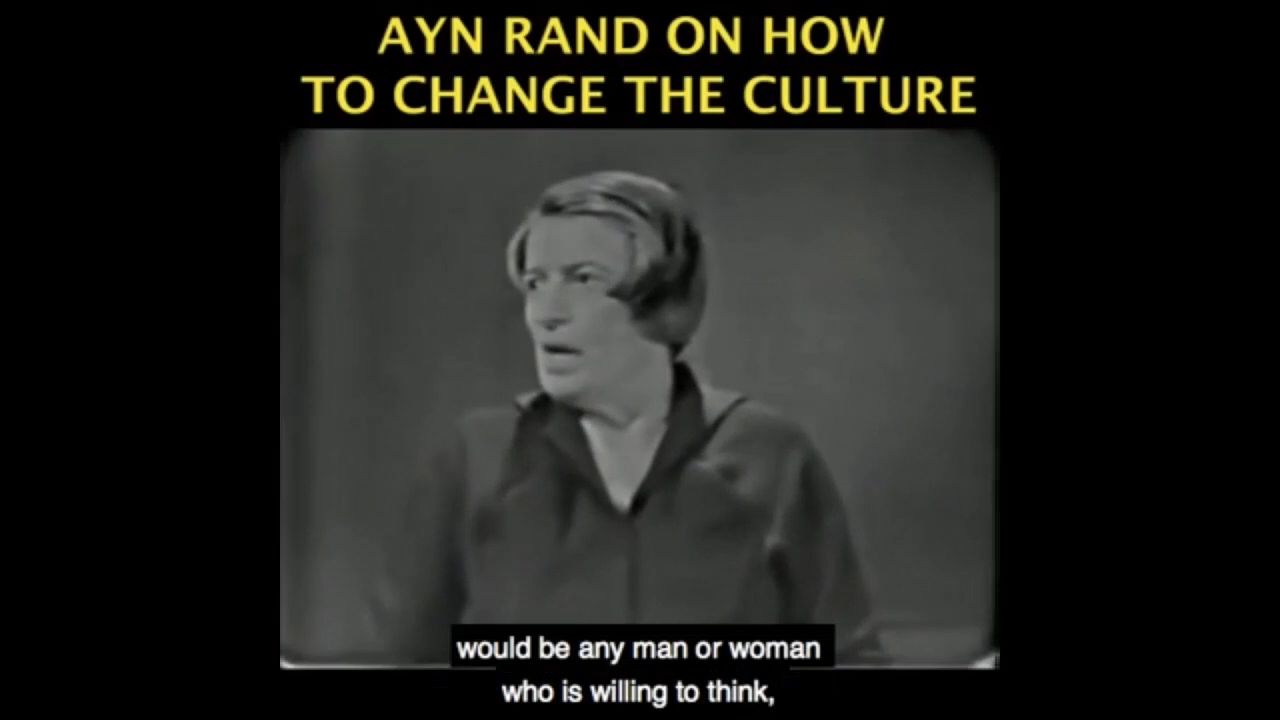 AYN RAND ON HOW
TO CHANGE THE CULTURE
would be any man or woman
who is willing to think,